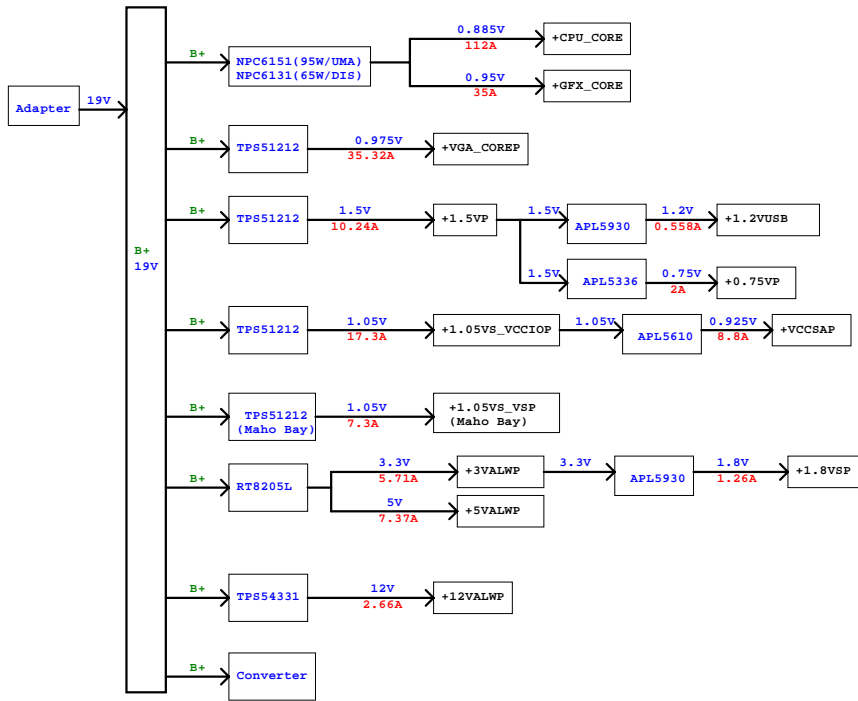 Adapter
19V
B+
19V
B+
NPC6151(95W/UMA)
NPC6131(65W/DIS)
0.885V
112A
+CPU_CORE
0.95V
35A
+GFX_CORE
B+
TPS51212
0.975V
35.32A
+VGA_COREP
B+
TPS51212
1.5V
10.24A
+1.5VP
1.5V
APL5930
1.2V
0.558A
+1.2VUSB
1.5V
APL5336
0.75V
2A
+0.75VP
B+
TPS51212
1.05V
17.3A
+1.05VS_VCCIOP
1.05V
APL5610
0.925V
8.8A
+VCCSAP
B+
TPS51212
(Maho Bay)
1.05V
7.3A
+1.05VS_VSP
(Maho Bay)
B+
RT8205L
3.3V
5.71A
+3VALWP
3.3V
APL5930
1.8V
1.26A
+1.8VSP
5V
7.37A
+5VALWP
B+
TPS54331
12V
2.66A
+12VALWP
B+
Converter